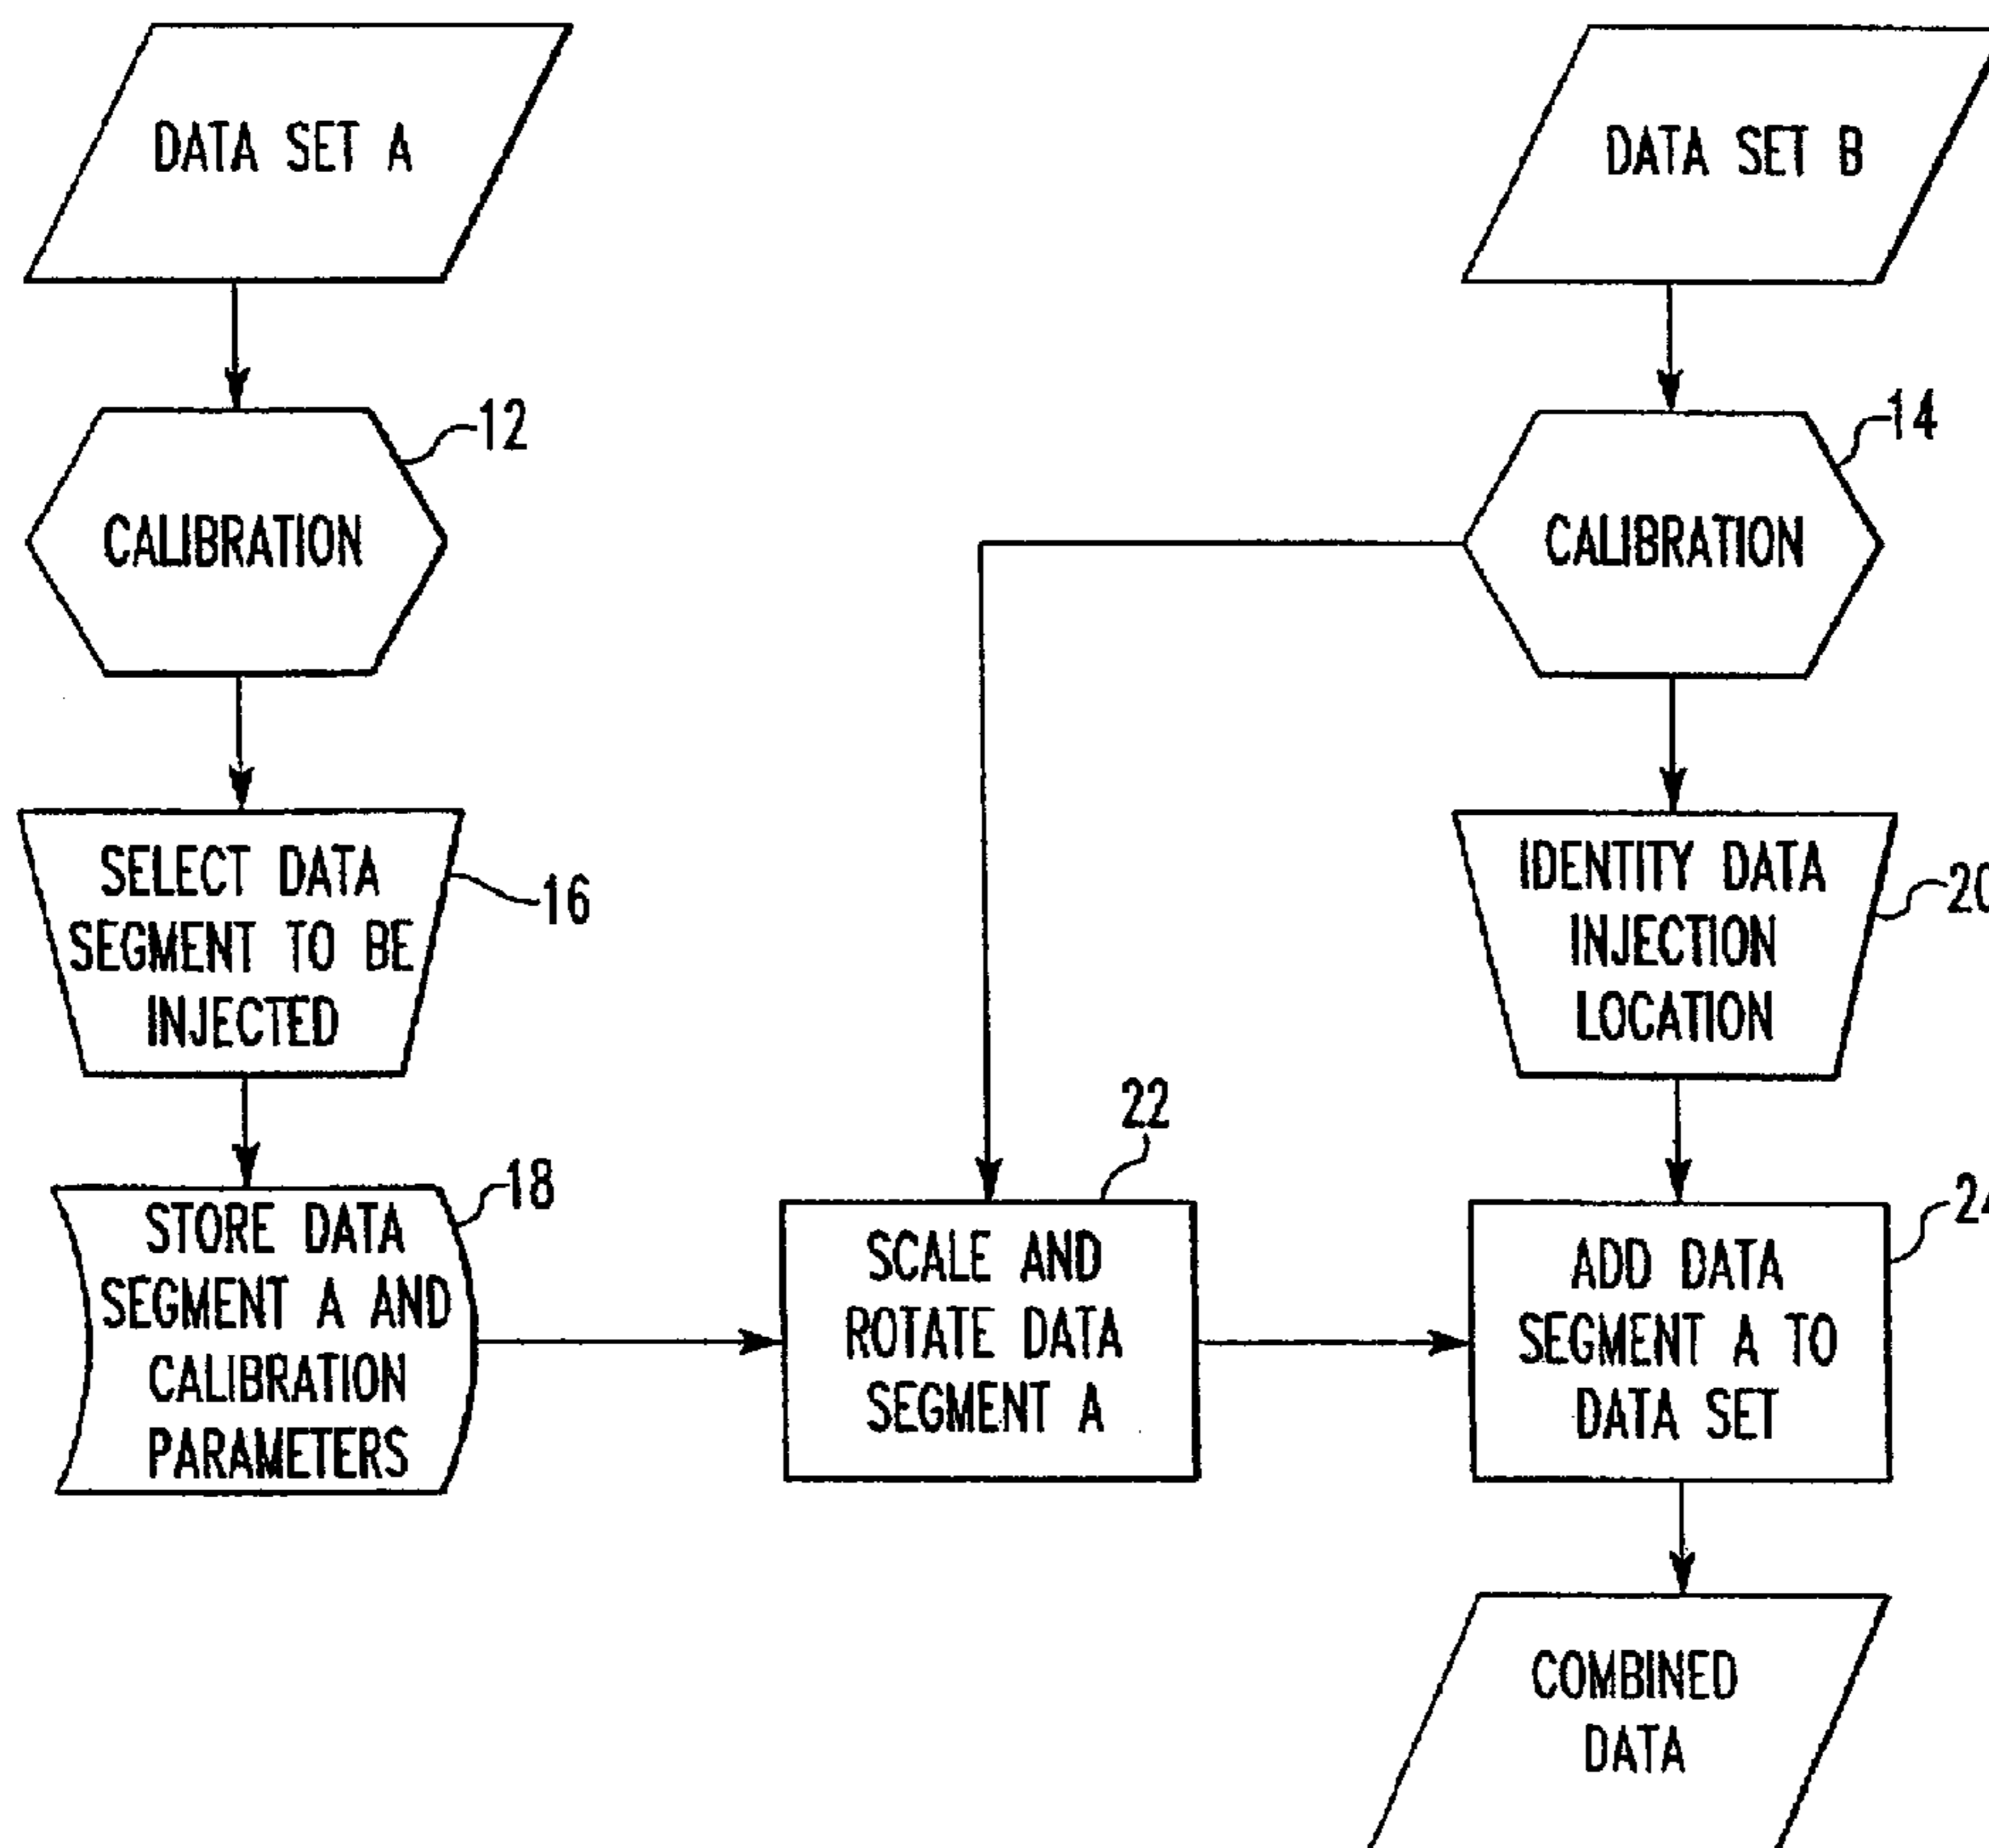 DATA SET A
DATA SET B
12
CALIBRATION
14
CALIBRATION
SELECT DATA
SEGMENT TO BE
INJECTED
16
IDENTITY DATA
INJECTION
LOCATION
20
18
STORE DATA
SEGMENT A AND
CALIBRATION
PARAMETERS
22
SCALE AND
ROTATE DATA
SEGMENT A
24
ADD DATA
SEGMENT A TO
DATA SET
COMBINED
DATA